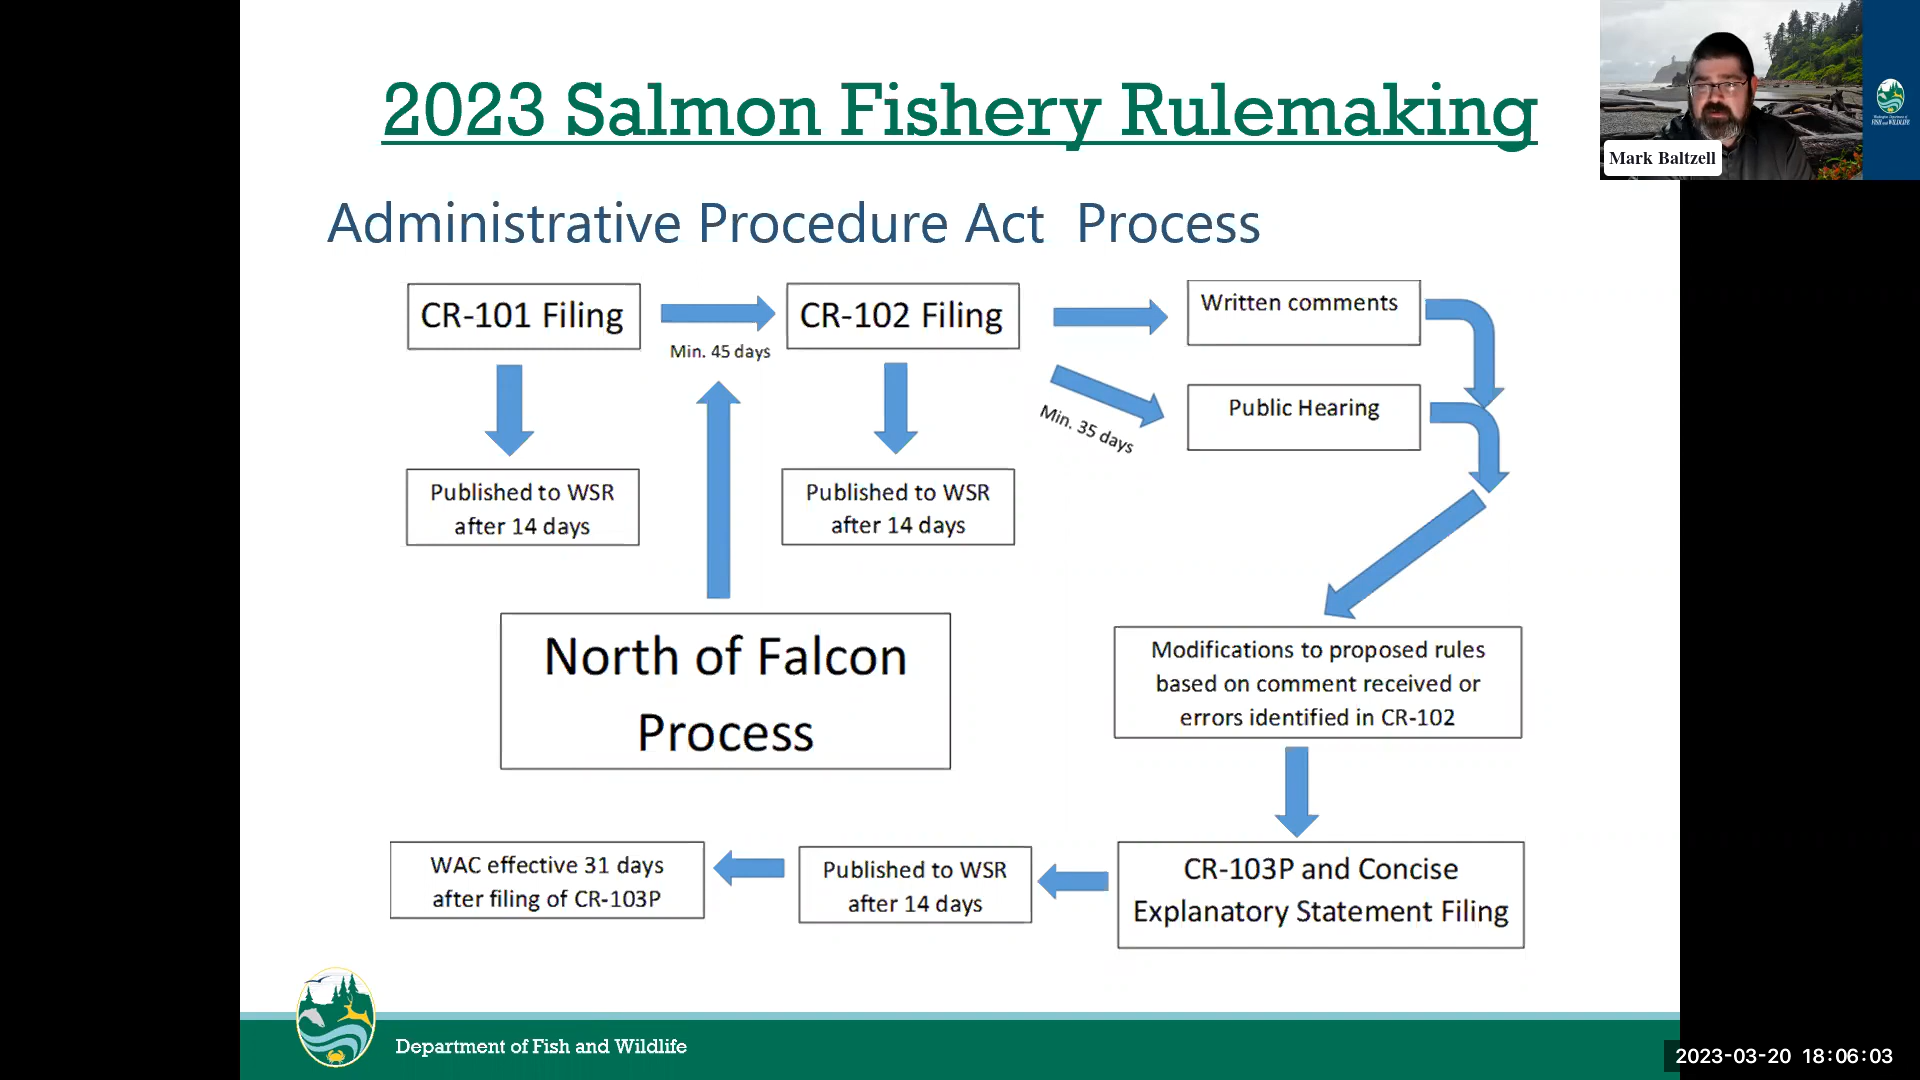 2023 Salmon Fishery Rulemaking
Mark Baltzell
Administrative Procedure Act  Process
CR-101 Filing
Min. 45 days
CR-102 Filing
Written comments
Min. 35 days
Public Hearing
Published to WSR
after 14 days
Published to WSR
after 14 days
North of Falcon
Process
Modifications to proposed rules
based on comment received or
errors identified in CR-102
CR-103P and Concise
Explanatory Statement Filing
Published to WSR
after 14 days
WAC effective 31 days
after filing of CR-103P
Department of Fish and Wildlife
2023-03-20 18:06:03